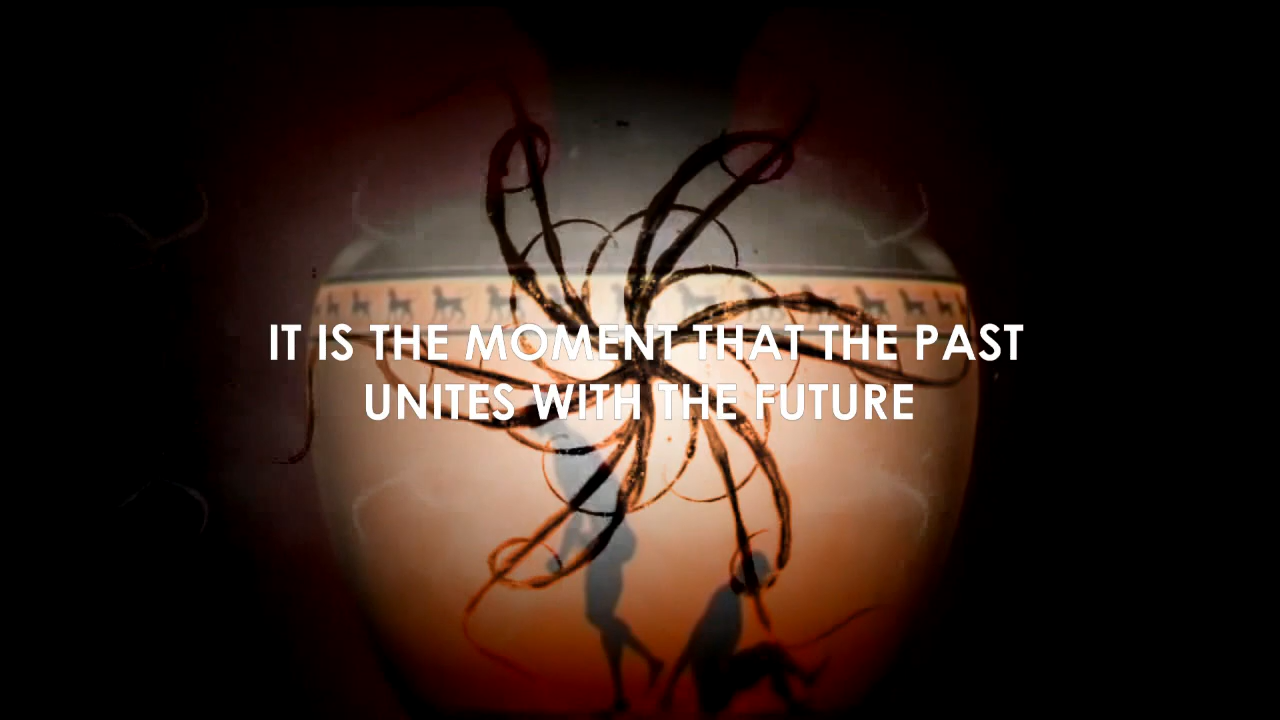 IT IS THE MOMENT THAT THE PAST
UNITES WITH THE FUTURE